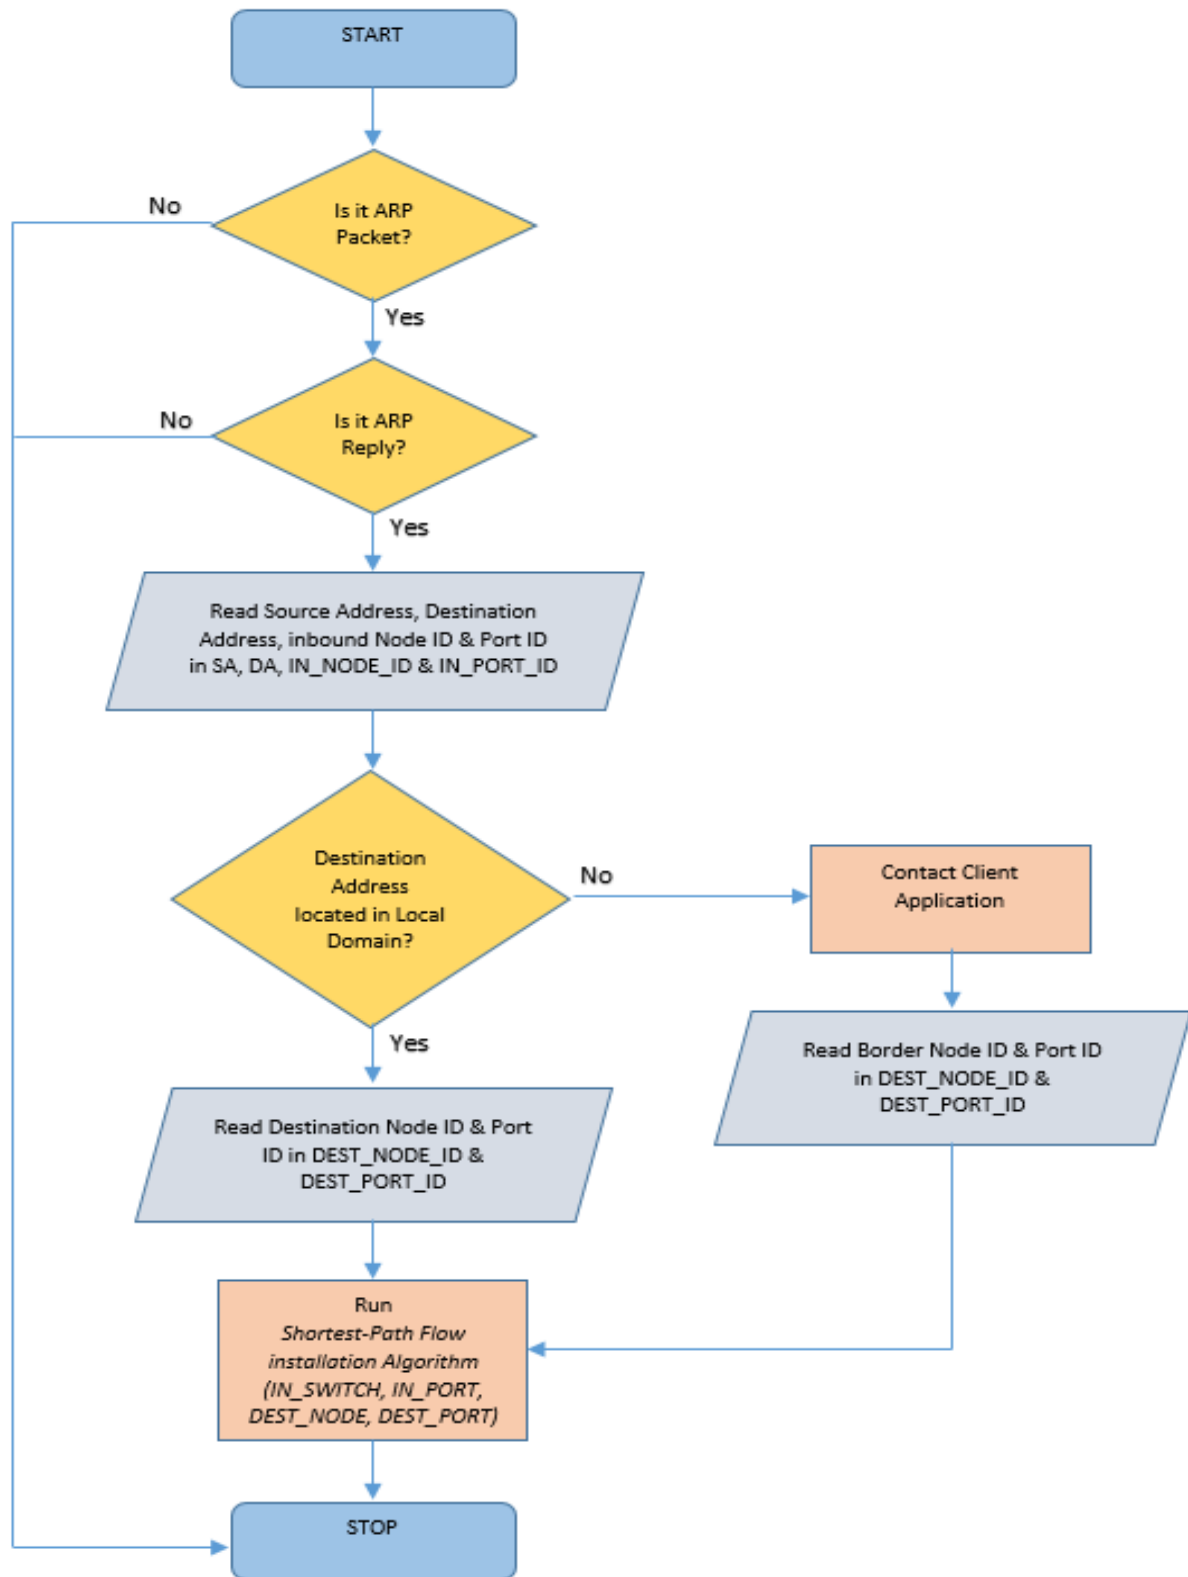 START
No
Is it ARP
Packet?
Yes
No
Is it ARP
Reply?
Yes
Read Source Address, Destination
Address, inbound Node ID & Port ID
in SA, DA, IN_NODE_ID & IN_PORT_ID
Destination
Address
located in Local
Domain?
No
Contact Client
Application
Yes
Read Border Node ID & Port ID
in DEST_NODE_ID &
DEST_PORT_ID
Read Destination Node ID & Port
ID in DEST_NODE_ID &
DEST_PORT_ID
Run
Shortest-Path Flow
installation Algorithm
(IN_SWITCH, IN_PORT,
DEST_NODE, DEST_PORT)
STOP